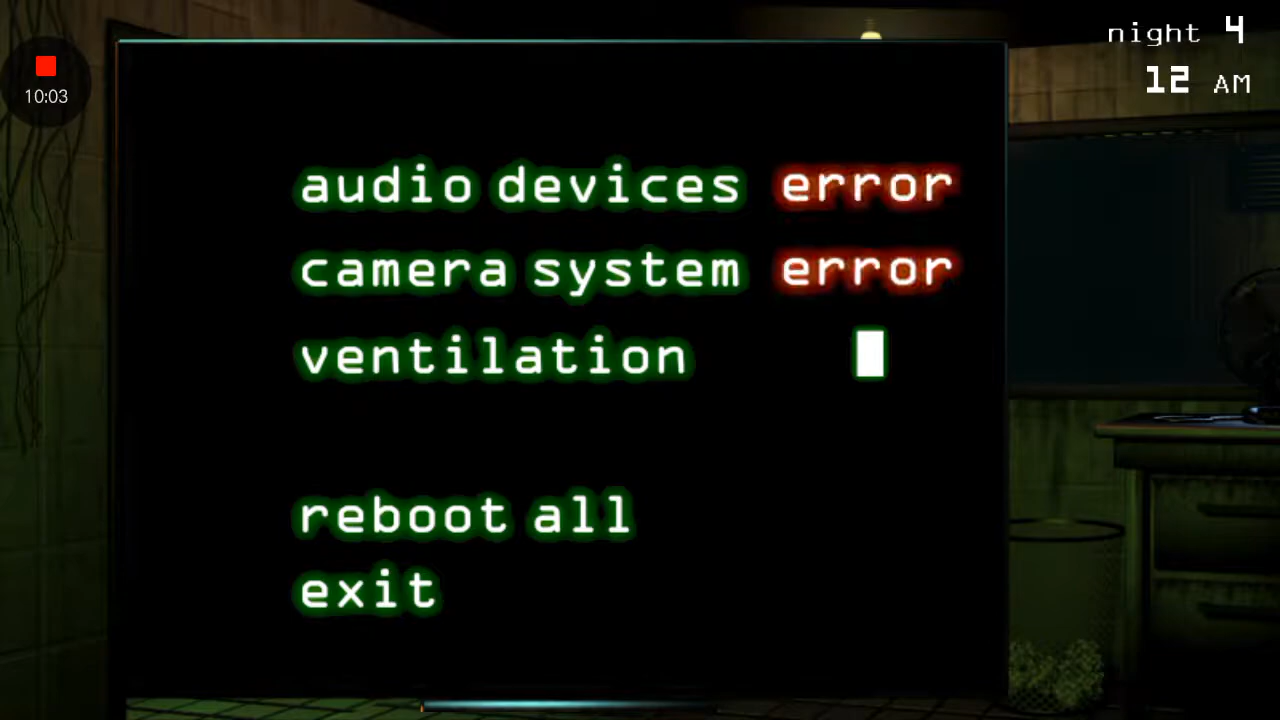 night 4
12 AM
10:03
audio devices error
camera system error
ventilation
reboot all
exit